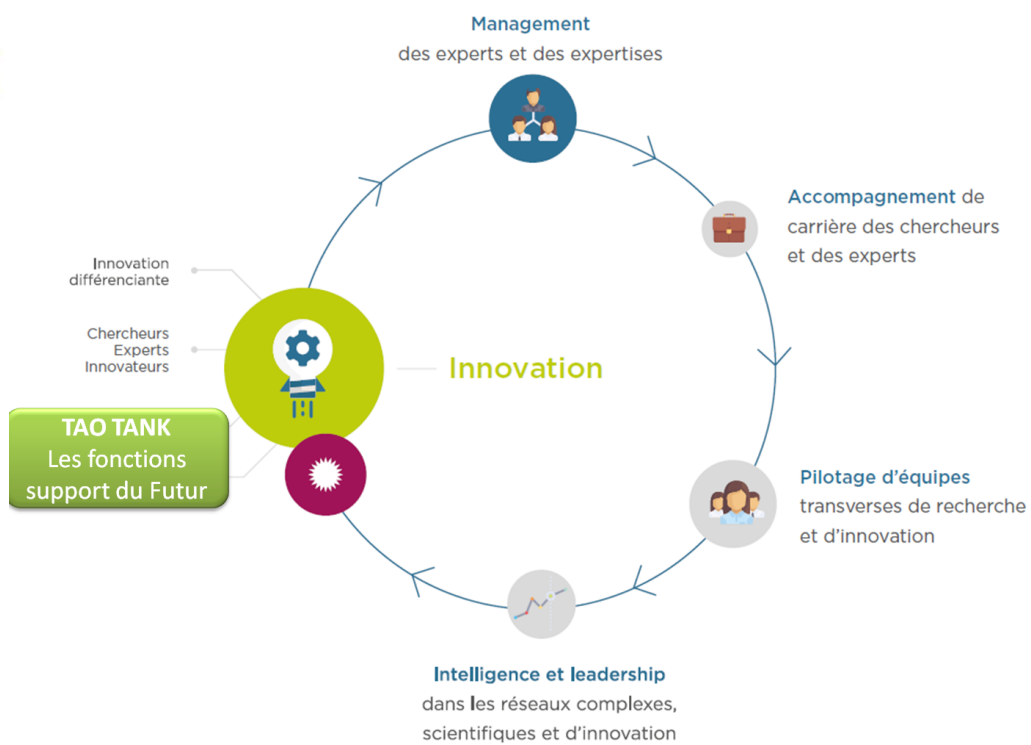 Management
des experts et des expertises
Accompagnement de
carrière des chercheurs
et des experts
Innovation
différenciante
Chercheurs
Experts
Innovateurs
Innovation
TAO TANK
Les fonctions
support du Futur
Pilotage d'équipes
transverses de recherche
et d'innovation
Intelligence et leadership
dans les réseaux complexes,
scientifiques et d'innovation